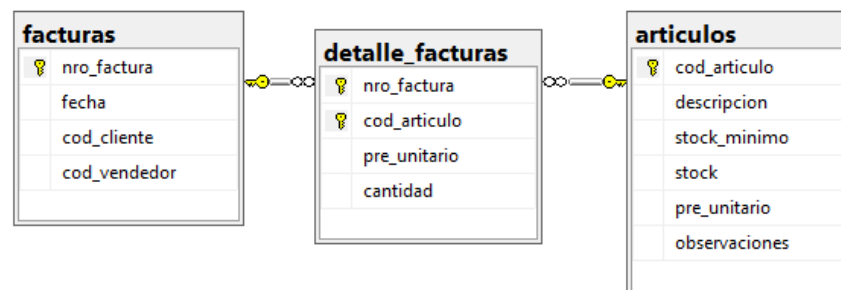 facturas
nro_factura
fecha
cod_cliente
cod_vendedor
detalle_facturas
nro_factura
cod_articulo
pre_unitario
cantidad
articulos
cod_articulo
descripcion
stock_minimo
stock
pre_unitario
observaciones